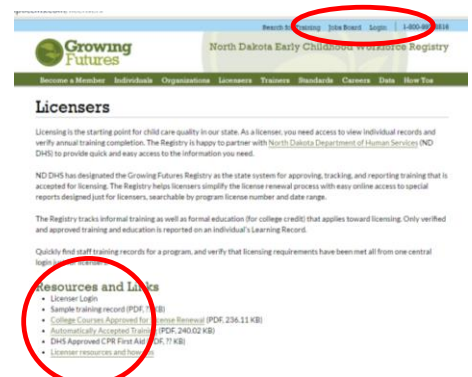 Search for Training Jobs Board Login 1-800-997-8516
Growing
Futures
North Dakota Early Childhood Workforce Registry
Become a Member Individuals Organizations Licensers Trainers Standards Careers Data How Tos
Licensers
Licensing is the starting point for child care quality in our state. As a licenser, you need access to view individual records and
verify annual training completion. The Registry is happy to partner with North Dakota Department of Human Services (ND
DHS) to provide quick and easy access to the information you need.
ND DHS has designated the Growing Futures Registry as the state system for approving, tracking, and reporting training that is
accepted for licensing. The Registry helps licensers simplify the license renewal process with easy online access to special
reports designed just for licensers, searchable by program license number and date range.
The Registry tracks informal training as well as formal education (for college credit) that applies toward licensing. Only verified
and approved training and education is reported on an individual's Learning Record.
Quickly find staff training records for a program, and verify that licensing requirements have been met all from one central
login
Resources and Links
Licenser Login
Sample training record (PDF, ?? KB)
College Courses Approved for License Renewal (PDF, 236.11 KB)
Automatically Accepted Training (PDF, 240.02 KB)
DHS Approved CPR First Aid (PDF, ?? KB)
Licenser resources and how